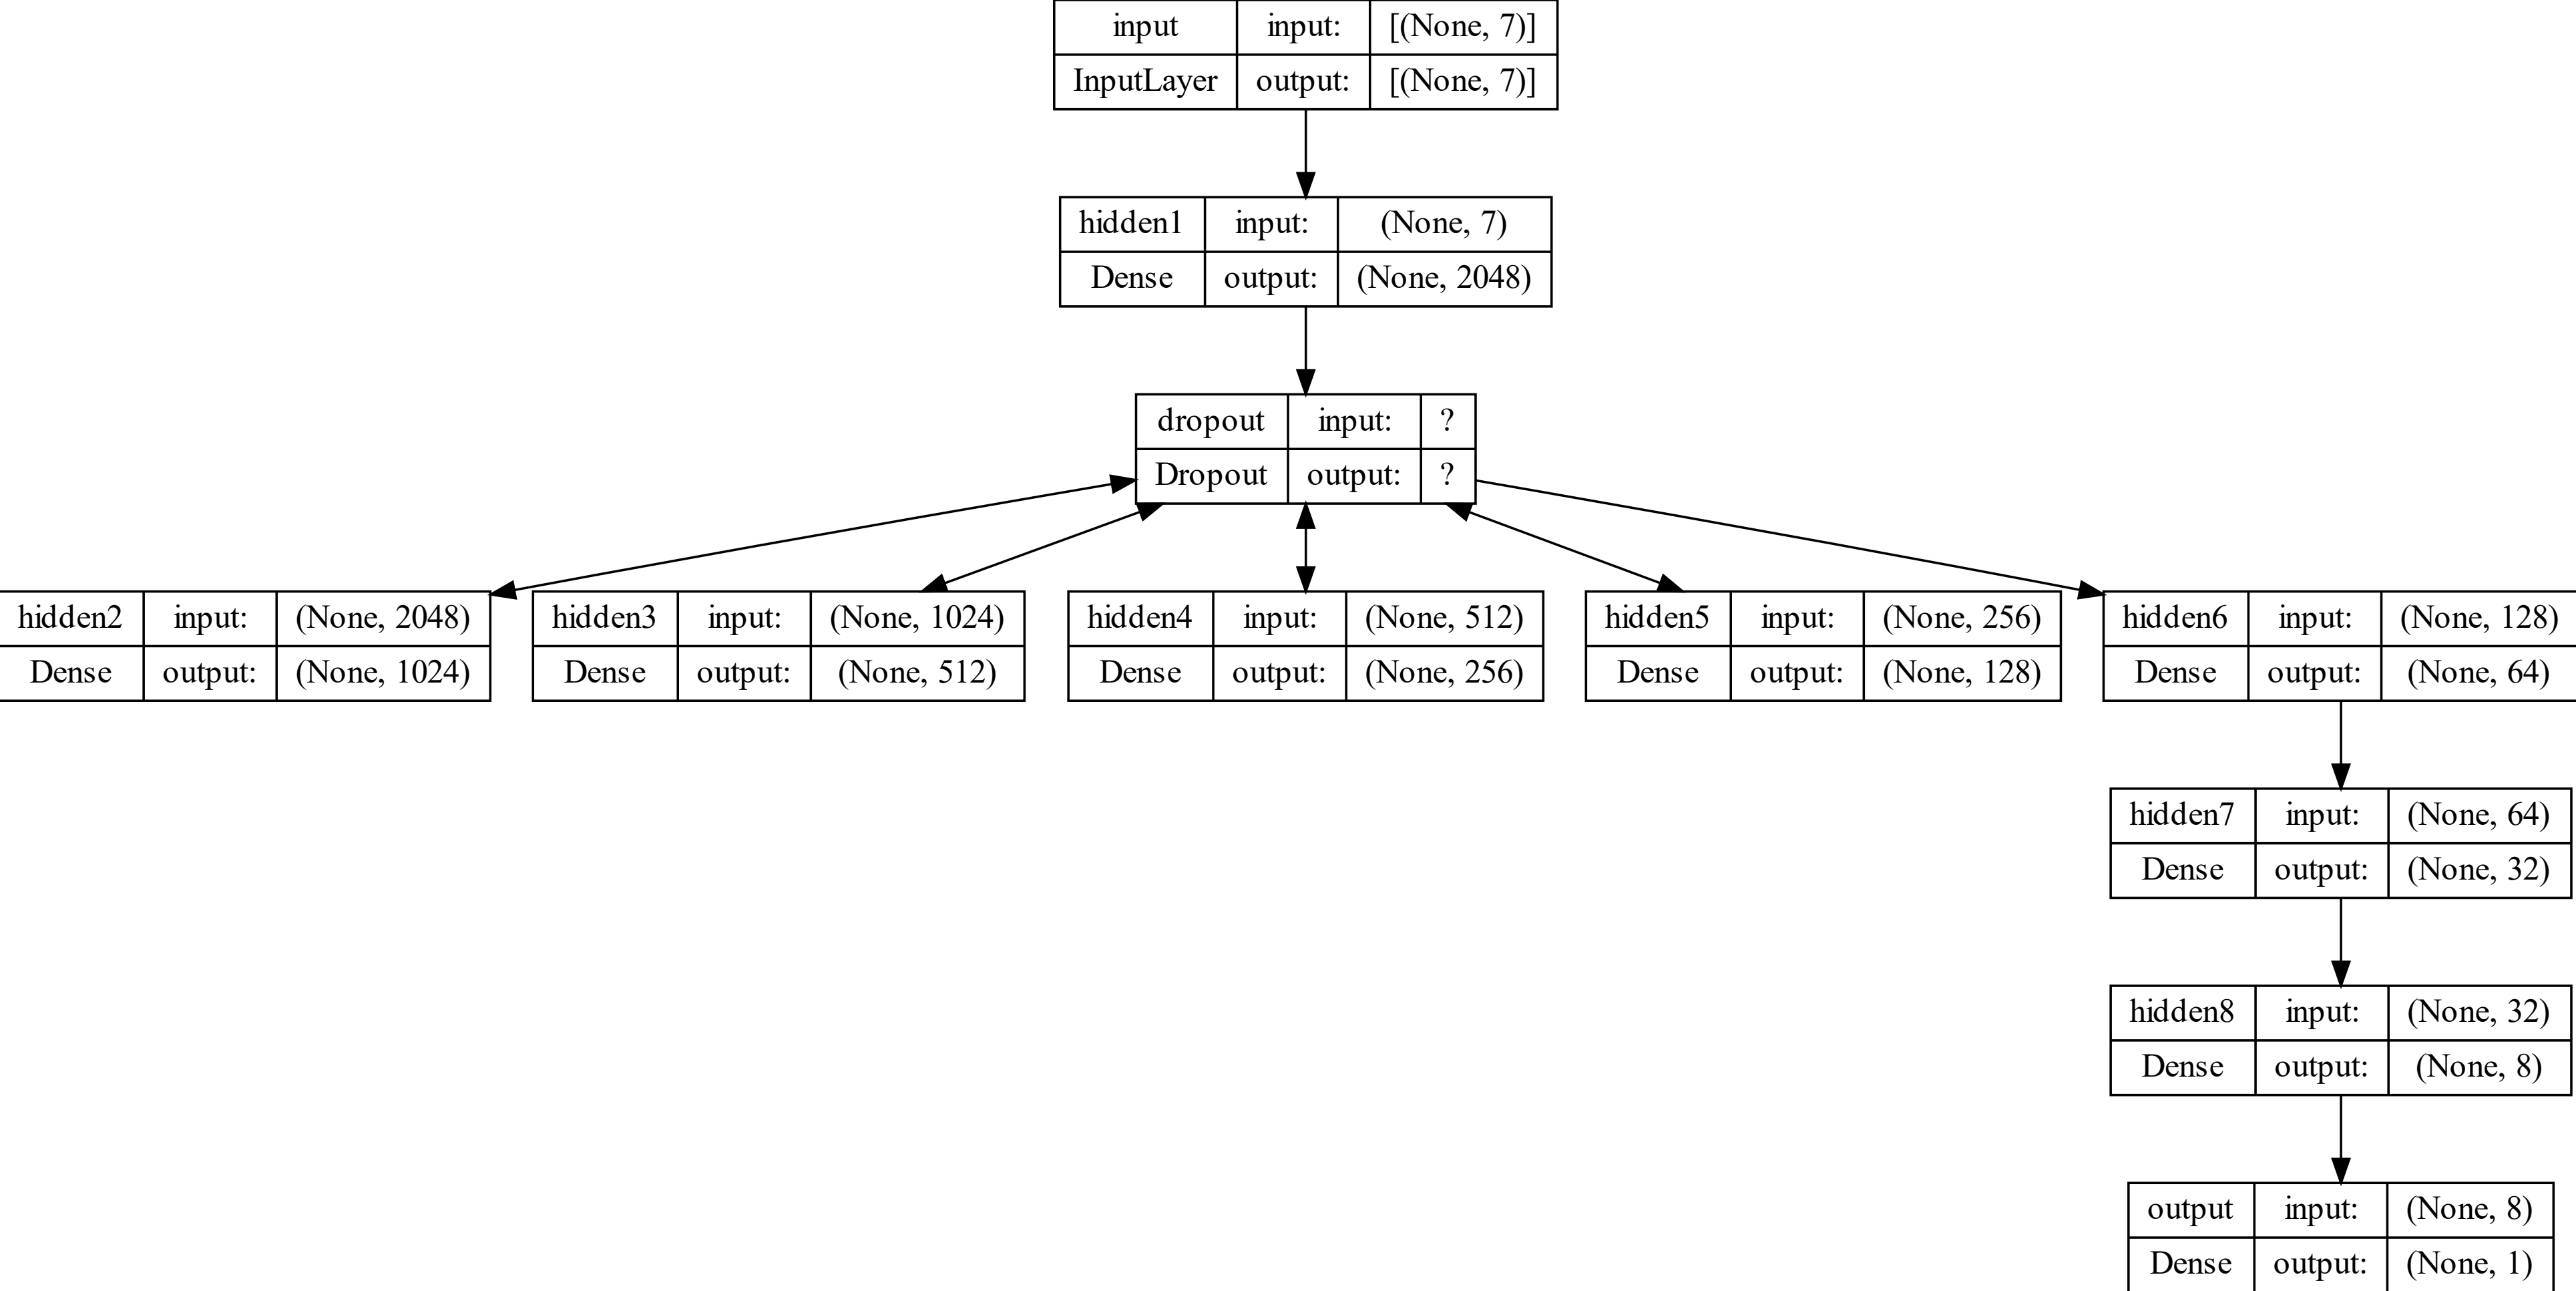 input input: [(None, 7)]
InputLayer output: [(None, 7)]
hidden1 input: (None, 7)
Dense output: (None, 2048)
dropout input: ?
Dropout output: ?
hidden2 input: (None, 2048)
Dense output: (None, 1024)
hidden3 input: (None, 1024)
Dense output: (None, 512)
hidden4 input: (None, 512)
Dense output: (None, 256)
hidden5 input: (None, 256)
Dense output: (None, 128)
hidden6 input: (None, 128)
Dense output: (None, 64)
hidden7 input: (None, 64)
Dense output: (None, 32)
hidden8 input: (None, 32)
Dense output: (None, 8)
output input: (None, 8)
Dense output: (None, 1)